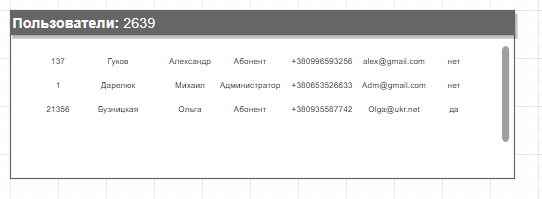 Пользователи: 2639
137 Гуков Александр Абонент +380996593256 alex@gmail.com нет
1 Дарелюк Михаил Администратор +380653526633 Adm@gmail.com нет
21356 Бузницкая Ольга Абонент +380935587742 Olga@ukr.net да